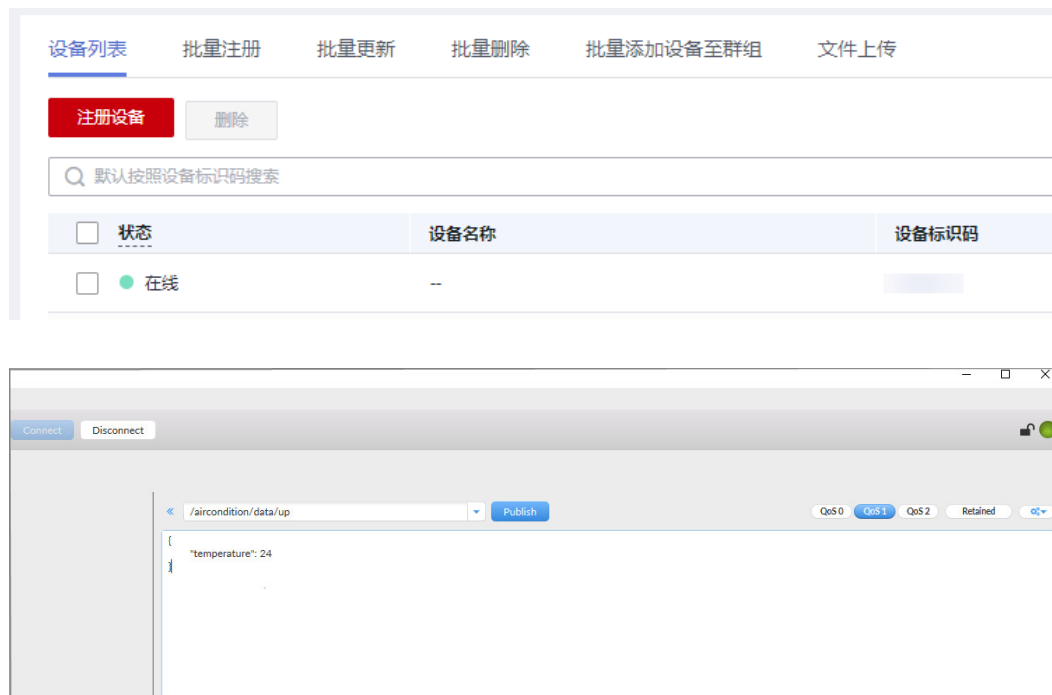 设备列表 批量注册 批量更新 批量删除 批量添加设备至群组 文件上传
注册设备 删除
默认按照设备标识码搜索
状态 设备名称 设备标识码
在线 --
Connect Disconnect
/aircondition/data/up Publish QoS 0 QoS 1 QoS 2 Retained
{
"temperature": 24
}